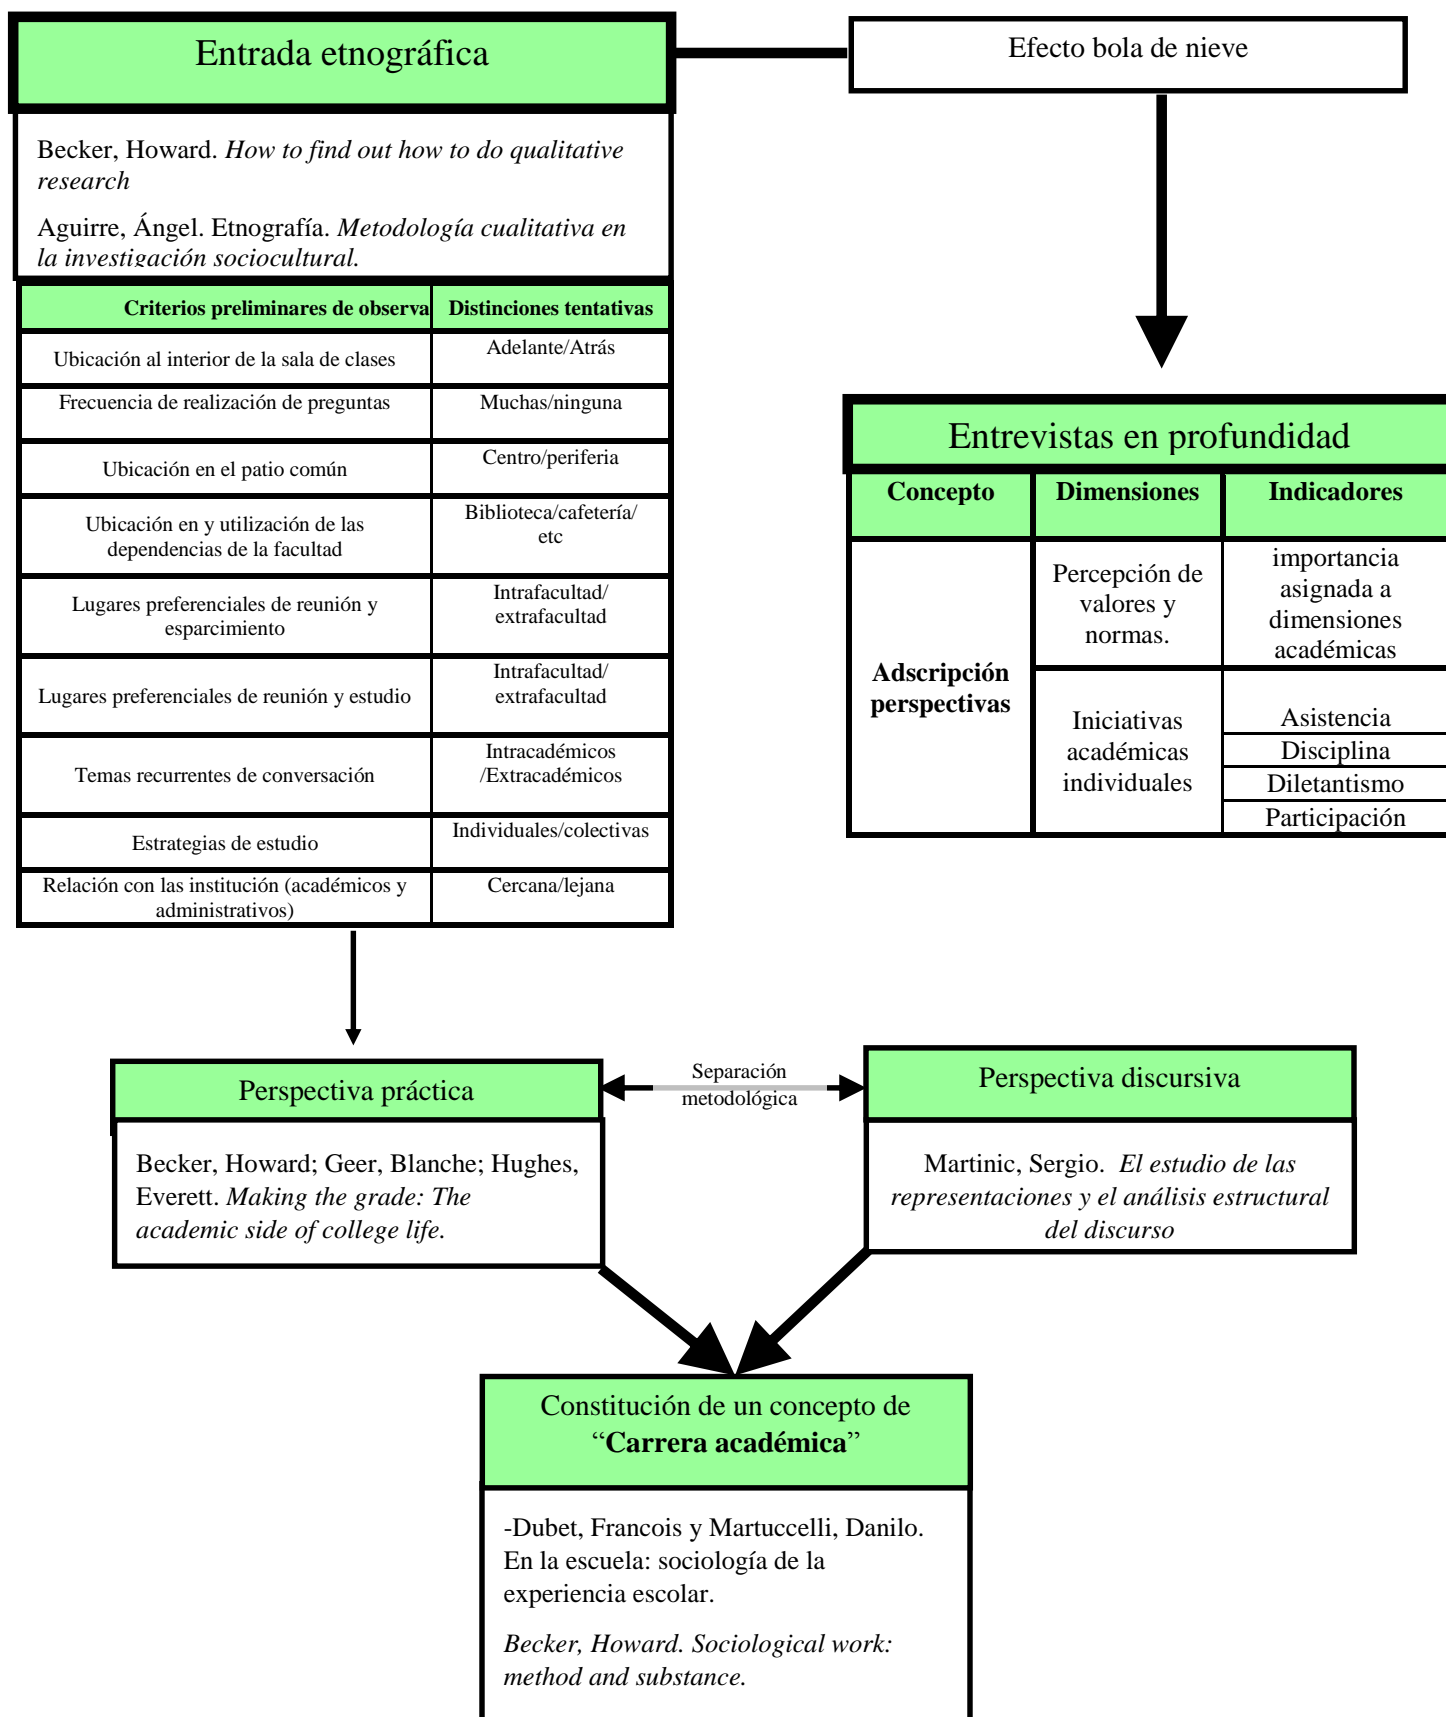 Entrada etnográfica
Efecto bola de nieve
Becker, Howard. How to find out how to do qualitative
research
Aguirre, Ángel. Etnografía. Metodología cualitativa en
la investigación sociocultural.
Criterios preliminares de observa
Distinciones tentativas
Ubicación al interior de la sala de clases
Adelante/Atrás
Frecuencia de realización de preguntas
Muchas/ninguna
Ubicación en el patio común
Centro/periferia
Ubicación en y utilización de las
dependencias de la facultad
Biblioteca/cafetería/
etc
Lugares preferenciales de reunión y
esparcimiento
Intrafacultad/
extrafacultad
Lugares preferenciales de reunión y estudio
Intrafacultad/
extrafacultad
Temas recurrentes de conversación
Intracadémicos
/Extracadémicos
Estrategias de estudio
Individuales/colectivas
Relación con las institución (académicos y
administrativos)
Cercana/lejana
Entrevistas en profundidad
Concepto
Dimensiones
Indicadores
Adscripción
perspectivas
Percepción de
valores y
normas.
importancia
asignada a
dimensiones
académicas
Iniciativas
académicas
individuales
Asistencia
Disciplina
Diletantismo
Participación
Perspectiva práctica
Separación
metodológica
Perspectiva discursiva
Becker, Howard; Geer, Blanche; Hughes,
Everett. Making the grade: The
academic side of college life.
Martinic, Sergio. El estudio de las
representaciones y el análisis estructural
del discurso
Constitución de un concepto de
“Carrera académica”
-Dubet, Francois y Martuccelli, Danilo.
En la escuela: sociología de la
experiencia escolar.
Becker, Howard. Sociological work:
method and substance.